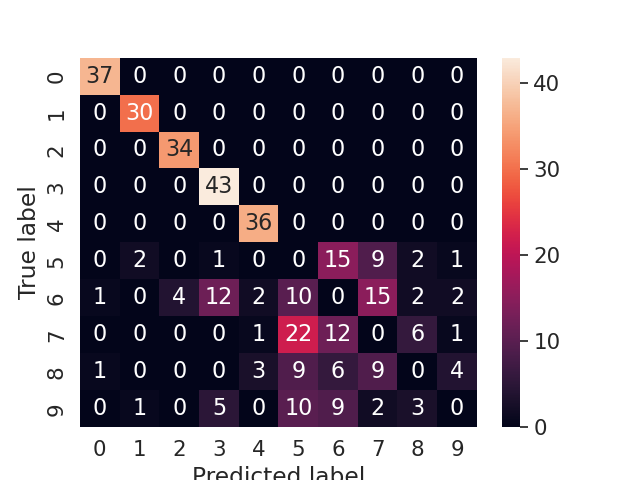 0 37 0 0 0 0 0 0 0 0 0
1 0 30 0 0 0 0 0 0 0 0
2 0 0 34 0 0 0 0 0 0 0
3 0 0 0 43 0 0 0 0 0 0
4 0 0 0 0 36 0 0 0 0 0
5 0 2 0 1 0 0 15 9 2 1
6 1 0 4 12 2 10 0 15 2 2
7 0 0 0 0 1 22 12 0 6 1
8 1 0 0 0 3 9 6 9 0 4
9 0 1 0 5 0 10 9 2 3 0
0 1 2 3 4 5 6 7 8 9
Predicted label
True label
40
30
20
10
0